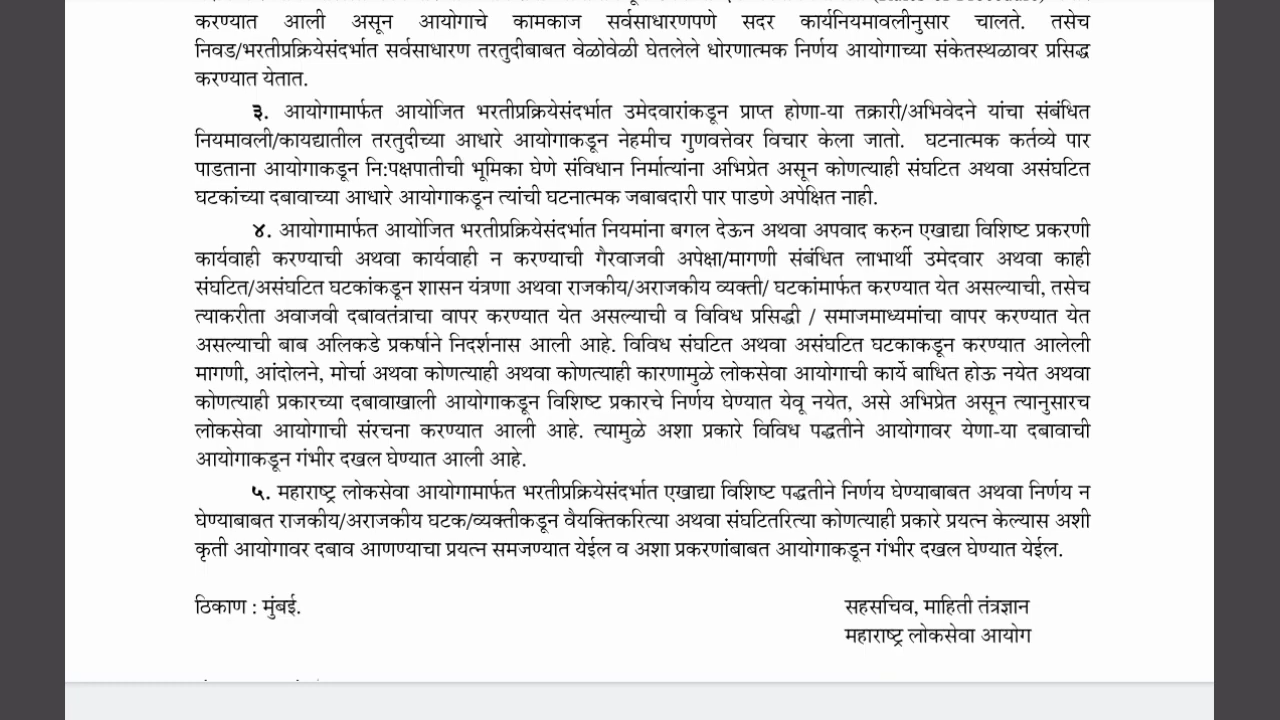 करण्यात आली असून आयोगाचे कामकाज सर्वसाधारणपणे सदर कार्यनियमावलीनुसार चालते. तसेच
निवड/भरतीप्रक्रियेसंदर्भात सर्वसाधारण तरतुदीबाबत वेळोवेळी घेतलेले धोरणात्मक निर्णय आयोगाच्या संकेतस्थळावर प्रसिद्ध
करण्यात येतात.
३. आयोगामार्फत आयोजित भरतीप्रक्रियेसंदर्भात उमेदवारांकडून प्राप्त होणा-या तक्रारी/अभिवेदने यांचा संबंधित
नियमावली/कायद्यातील तरतुदीच्या आधारे आयोगाकडून नेहमीच गुणवत्तेवर विचार केला जातो. घटनात्मक कर्तव्ये पार
पाडताना आयोगाकडून नि:पक्षपातीची भूमिका घेणे संविधान निर्मात्यांना अभिप्रेत असून कोणत्याही संघटित अथवा असंघटित
घटकांच्या दबावाच्या आधारे आयोगाकडून त्यांची घटनात्मक जबाबदारी पार पाडणे अपेक्षित नाही.
४. आयोगामार्फत आयोजित भरतीप्रक्रियेसंदर्भात नियमांना बगल देऊन अथवा अपवाद करुन एखाद्या विशिष्ट प्रकरणी
कार्यवाही करण्याची अथवा कार्यवाही न करण्याची गैरवाजवी अपेक्षा/मागणी संबंधित लाभार्थी उमेदवार अथवा काही
संघटित/असंघटित घटकांकडून शासन यंत्रणा अथवा राजकीय/अराजकीय व्यक्ती/ घटकांमार्फत करण्यात येत असल्याची, तसेच
त्याकरीता अवाजवी दबावतंत्राचा वापर करण्यात येत असल्याची व विविध प्रसिद्धी / समाजमाध्यमांचा वापर करण्यात येत
असल्याची बाब अलिकडे प्रकर्षाने निदर्शनास आली आहे. विविध संघटित अथवा असंघटित घटकाकडून करण्यात आलेली
मागणी, आंदोलने, मोर्चा अथवा कोणत्याही अथवा कोणत्याही कारणामुळे लोकसेवा आयोगाची कार्ये बाधित होऊ नयेत अथवा
कोणत्याही प्रकारच्या दबावाखाली आयोगाकडून विशिष्ट प्रकारचे निर्णय घेण्यात येवू नयेत, असे अभिप्रेत असून त्यानुसारच
लोकसेवा आयोगाची संरचना करण्यात आली आहे. त्यामुळे अशा प्रकारे विविध पद्धतीने आयोगावर येणा-या दबावाची
आयोगाकडून गंभीर दखल घेण्यात आली आहे.
५. महाराष्ट्र लोकसेवा आयोगामार्फत भरतीप्रक्रियेसंदर्भात एखाद्या विशिष्ट पद्धतीने निर्णय घेण्याबाबत अथवा निर्णय न
घेण्याबाबत राजकीय/अराजकीय घटक/व्यक्तीकडून वैयक्तिकरित्या अथवा संघटितरित्या कोणत्याही प्रकारे प्रयत्न केल्यास अशी
कृती आयोगावर दबाव आणण्याचा प्रयत्न समजण्यात येईल व अशा प्रकरणांबाबत आयोगाकडून गंभीर दखल घेण्यात येईल.
ठिकाण : मुंबई.
सहसचिव, माहिती तंत्रज्ञान
महाराष्ट्र लोकसेवा आयोग